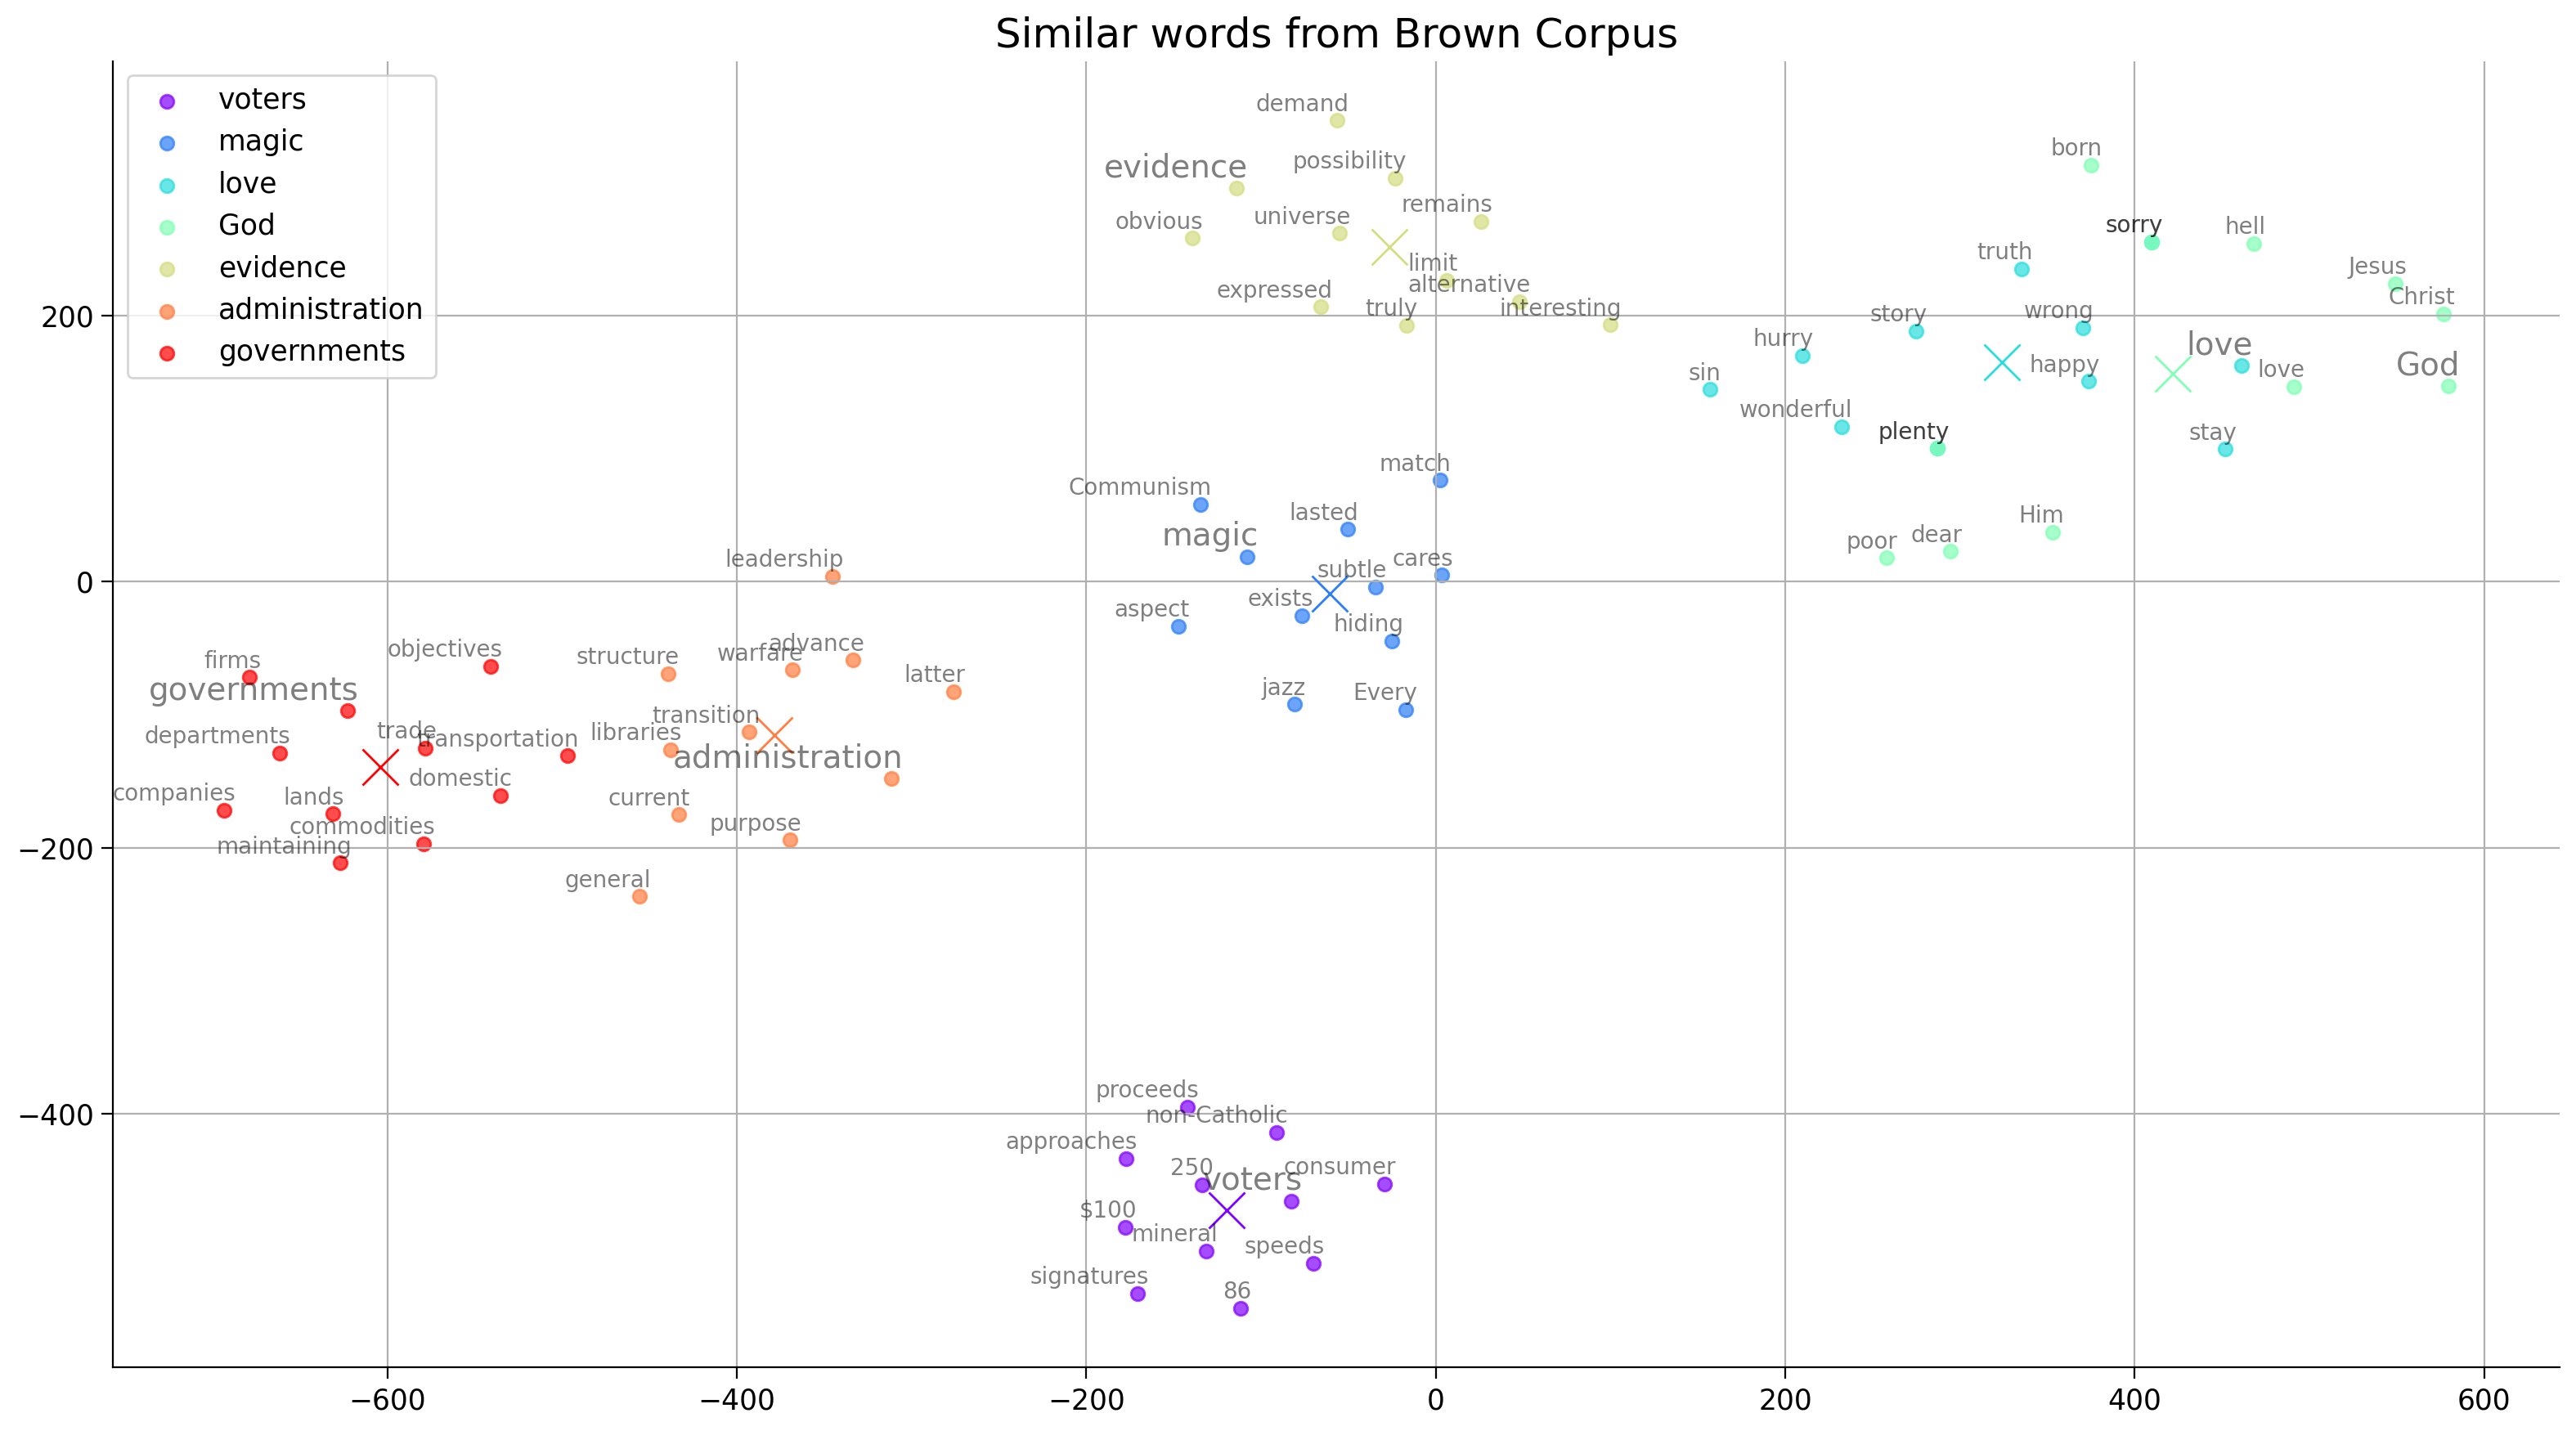 Similar words from Brown Corpus
voters
magic
love
God
evidence
administration
governments
demand
evidence
possibility
obvious
universe
remains
limit
alternative
expressed
truly
interesting
born
sorry
hell
truth
Jesus
Christ
story
wrong
hurry
love
happy
love
God
sin
wonderful
plenty
stay
match
Communism
lasted
magic
Him
poor
dear
cares
subtle
exists
hiding
aspect
jazz
Every
leadership
advance
warfare
structure
latter
transition
libraries
administration
current
purpose
general
objectives
firms
governments
trade
transportation
departments
domestic
companies
lands
commodities
maintaining
proceeds
non-Catholic
approaches
250
voters
consumer
$100
mineral
speeds
signatures
86
200
0
−200
−400
−600 −400 −200 0 200 400 600